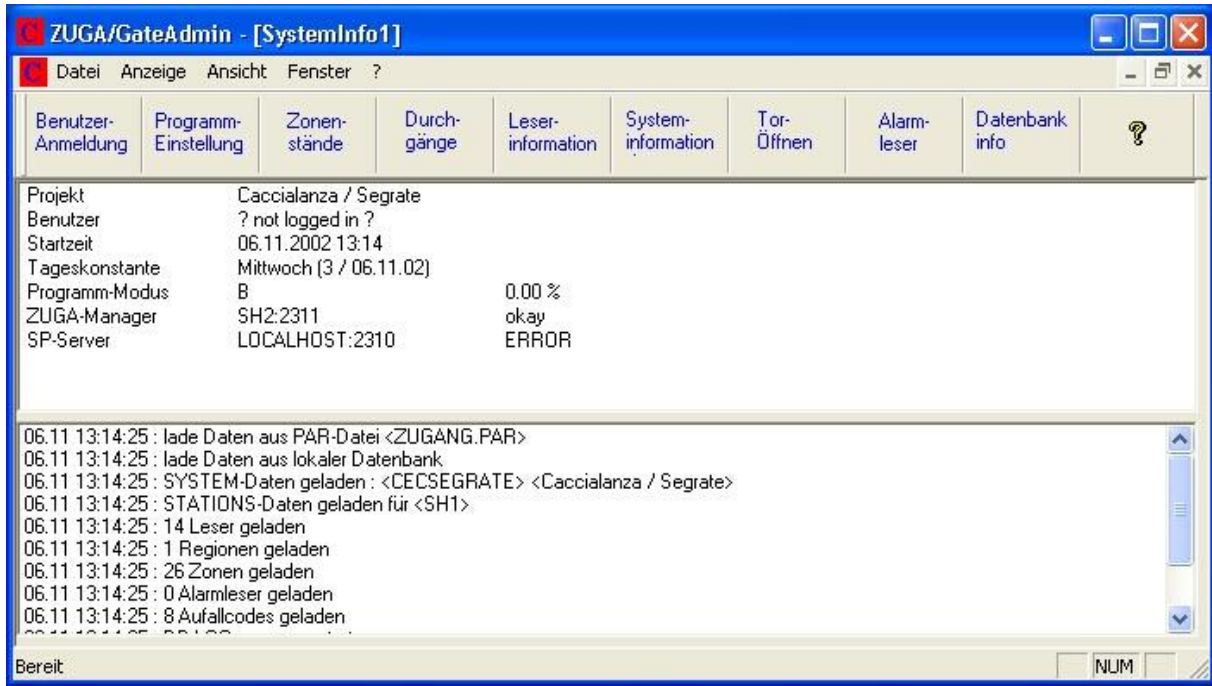 ZUGA/GateAdmin - [SystemInfo1]
Datei Anzeige Ansicht Fenster ?
Benutzer-Anmeldung Programm-Einstellung Zonen-stände Durch-gänge Leser-information System-information Tor-Öffnen Alarm-leser Datenbank info ?
Projekt Caccialanza / Segrate
Benutzer ? not logged in ?
Startzeit 06.11.2002 13:14
Tageskonstante Mittwoch (3 / 06.11.02)
Programm-Modus B 0.00 %
ZUGA-Manager SH2:2311 okay
SP-Server LOCALHOST:2310 ERROR
06.11 13:14:25 : lade Daten aus PAR-Datei <ZUGANG.PAR>
06.11 13:14:25 : lade Daten aus lokaler Datenbank
06.11 13:14:25 : SYSTEM-Daten geladen : <CECSEGRATE> <Caccialanza / Segrate>
06.11 13:14:25 : STATIONS-Daten geladen für <SH1>
06.11 13:14:25 : 14 Leser geladen
06.11 13:14:25 : 1 Regionen geladen
06.11 13:14:25 : 26 Zonen geladen
06.11 13:14:25 : 0 Alarmleser geladen
06.11 13:14:25 : 8 Aufallcodes geladen
Bereit NUM